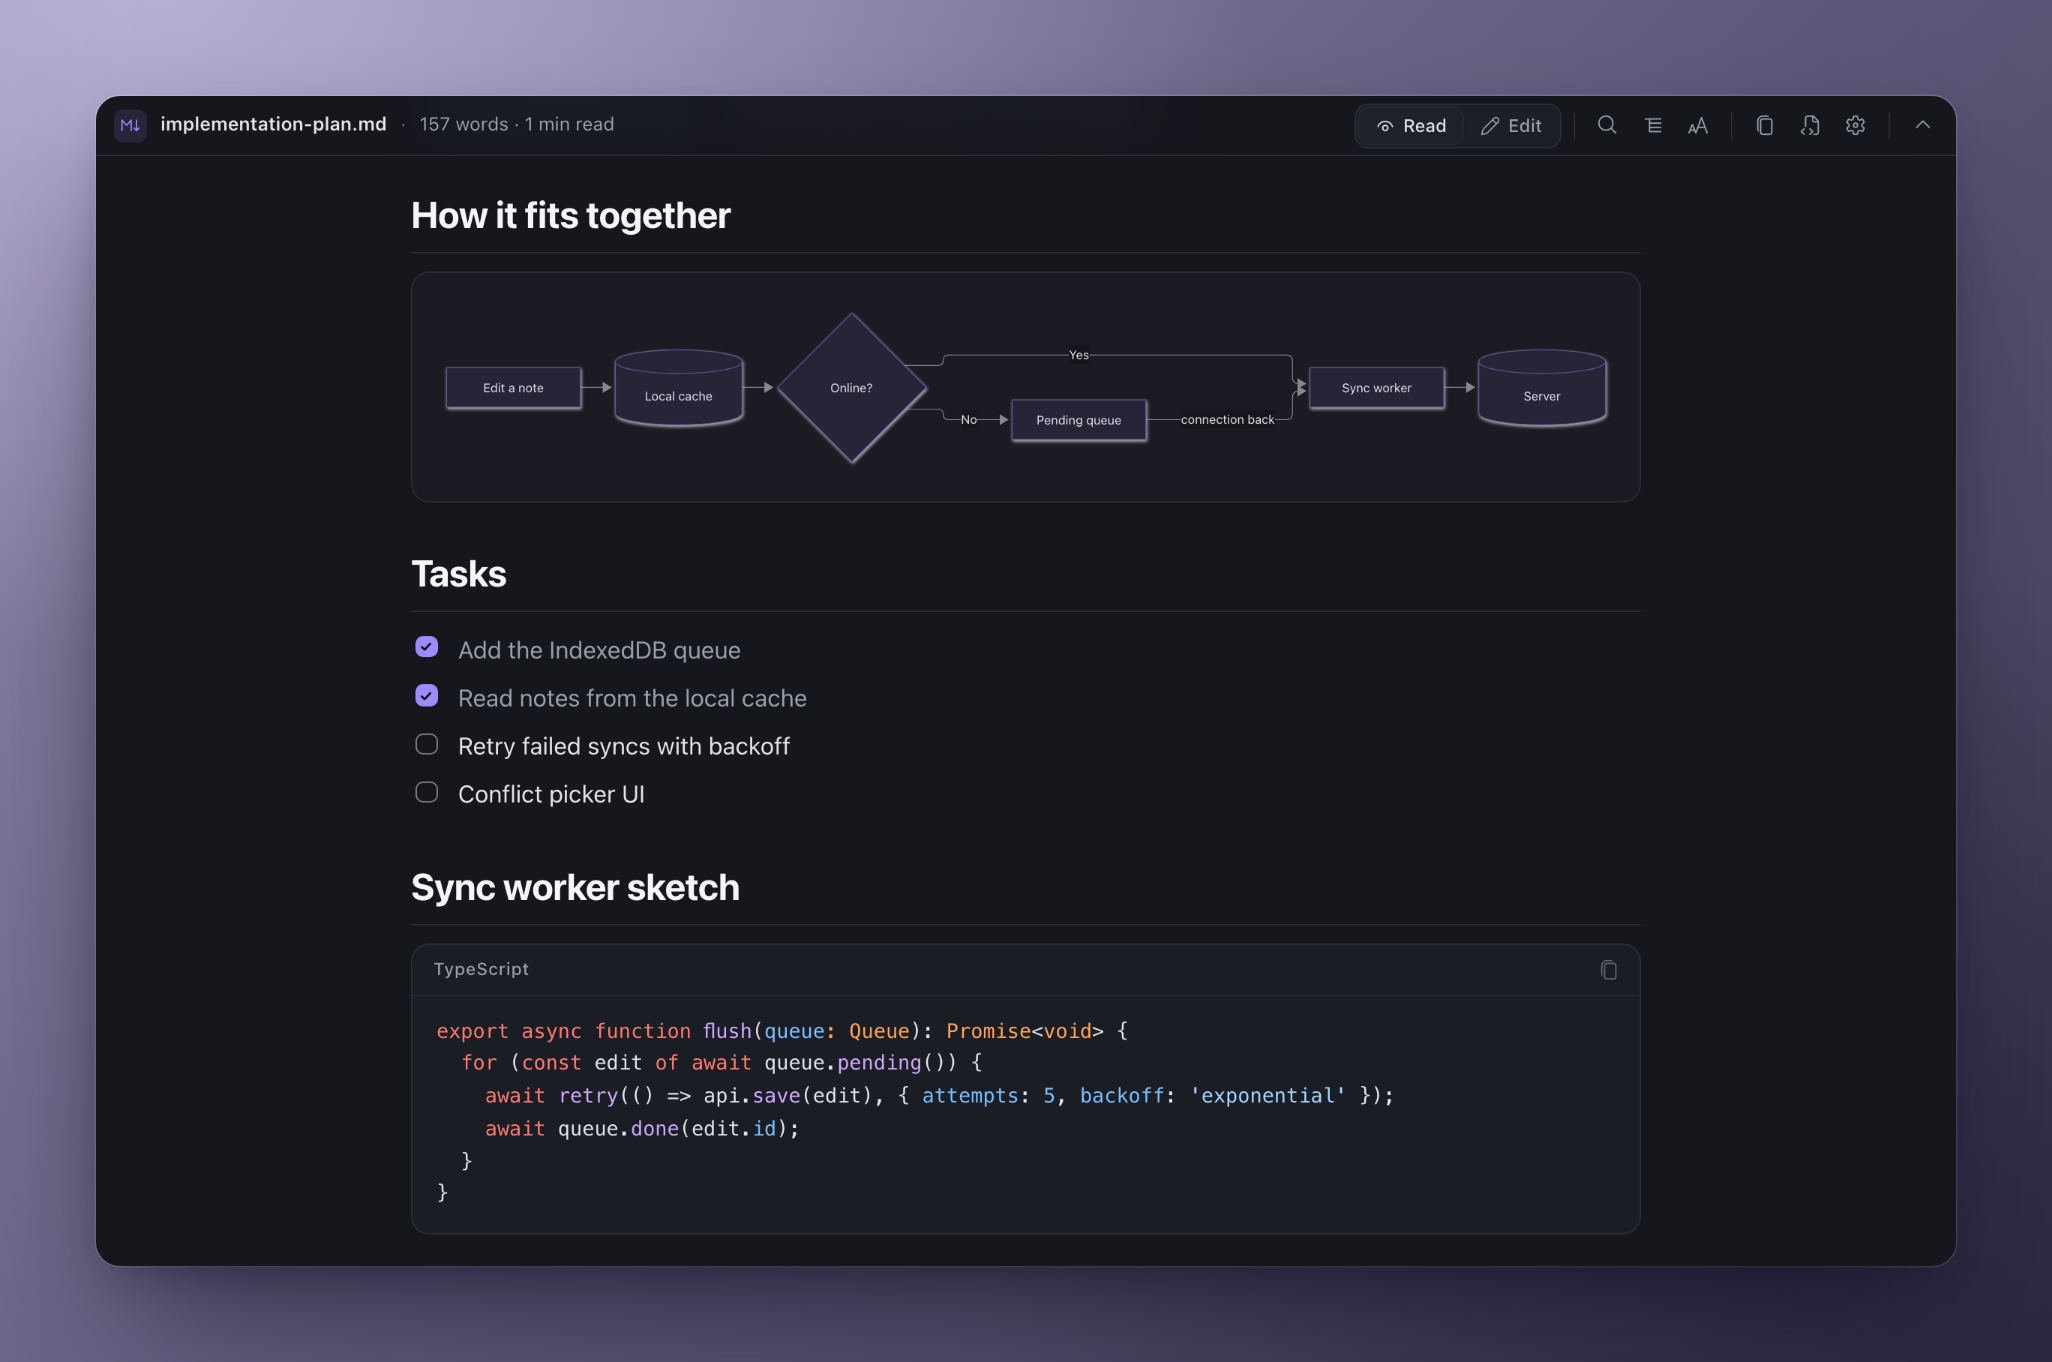 M↓ implementation-plan.md · 157 words · 1 min read Read Edit AA
How it fits together
Edit a note
Local cache
Online?
Yes
No
Pending queue
connection back
Sync worker
Server
Tasks
Add the IndexedDB queue
Read notes from the local cache
Retry failed syncs with backoff
Conflict picker UI
Sync worker sketch
TypeScript
export async function flush(queue: Queue): Promise<void> {
  for (const edit of await queue.pending()) {
    await retry(() => api.save(edit), { attempts: 5, backoff: 'exponential' });
    await queue.done(edit.id);
  }
}